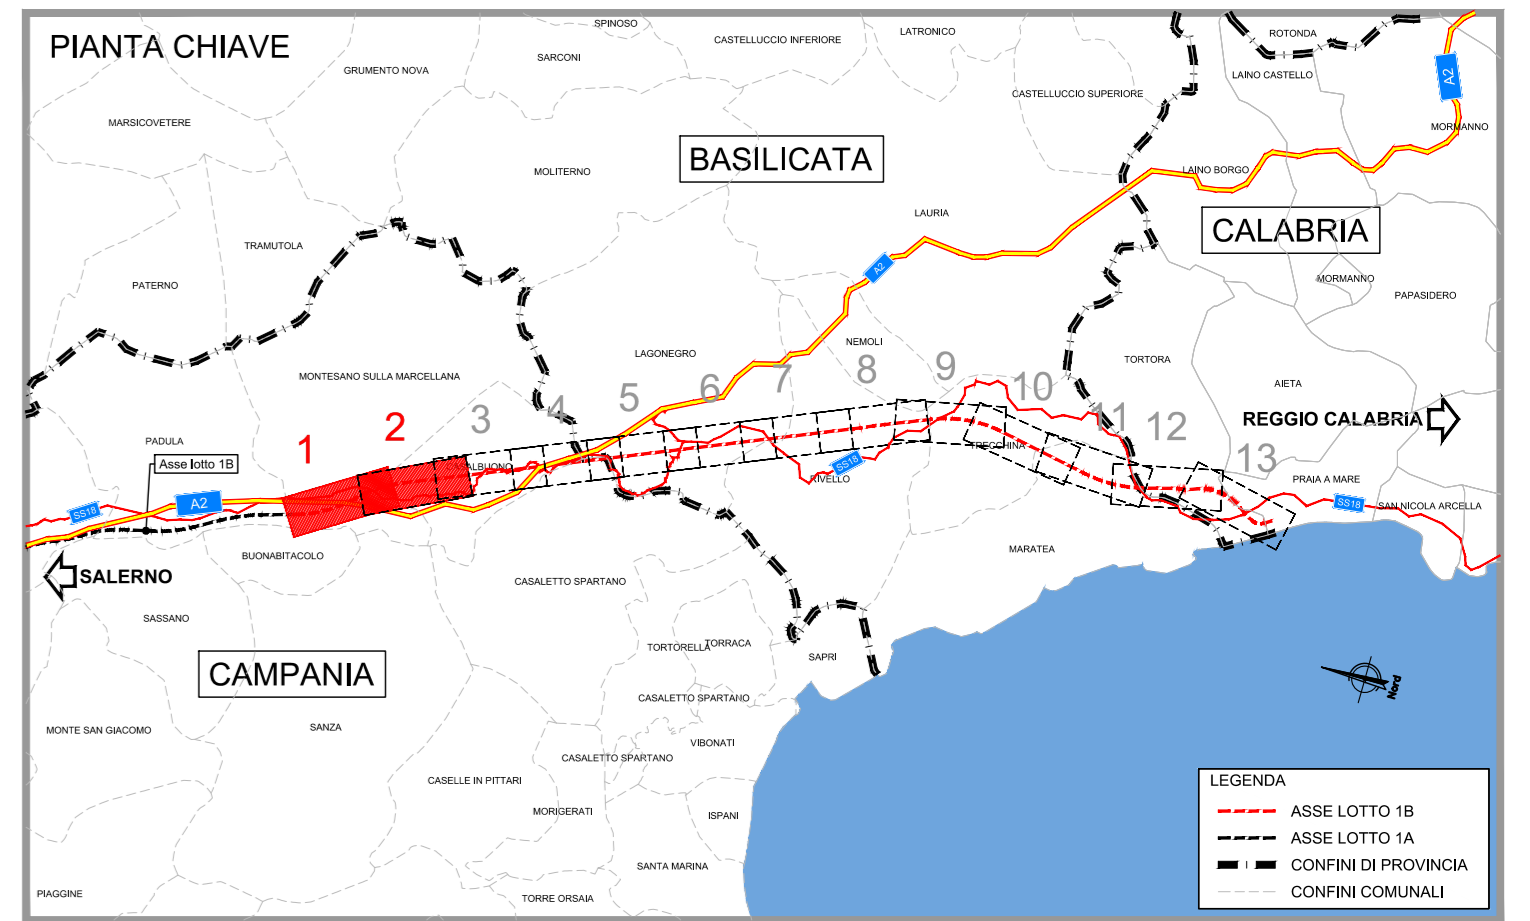 PIANTA CHIAVE
SPINOSO
SARCONI
GRUMENTO NOVA
CASTELLUCCIO INFERIORE
LATRONICO
ROTONDA
LAINO CASTELLO
A2
CASTELLUCCIO SUPERIORE
MARSICOVETERE
MORMANNO
BASILICATA
MOLITERNO
LAINO BORGO
LAURIA
CALABRIA
TRAMUTOLA
A2
MORMANNO
PATERNO
PAPASIDERO
NEMOLI
LAGONEGRO
TORTORA
MONTESANO SULLA MARCELLANA
AIETA
1
2
3
4
5
6
7
8
9
10
11
12
13
REGGIO CALABRIA
PADULA
Asse lotto 1B
TRECCHINA
ALBUONO
RIVELLO
SS18
PRAIA A MARE
SS18
SAN NICOLA ARCELLA
SS18
A2
BUONABITACOLO
MARATEA
SALERNO
CASALETTO SPARTANO
SASSANO
TORTORELLA
TORRACA
SAPRI
CAMPANIA
Nord
CASALETTO SPARTANO
MONTE SAN GIACOMO
SANZA
VIBONATI
CASALETTO SPARTANO
CASELLE IN PITTARI
MORIGERATI
ISPANI
SANTA MARINA
PIAGGINE
TORRE ORSAIA
LEGENDA
ASSE LOTTO 1B
ASSE LOTTO 1A
CONFINI DI PROVINCIA
CONFINI COMUNALI